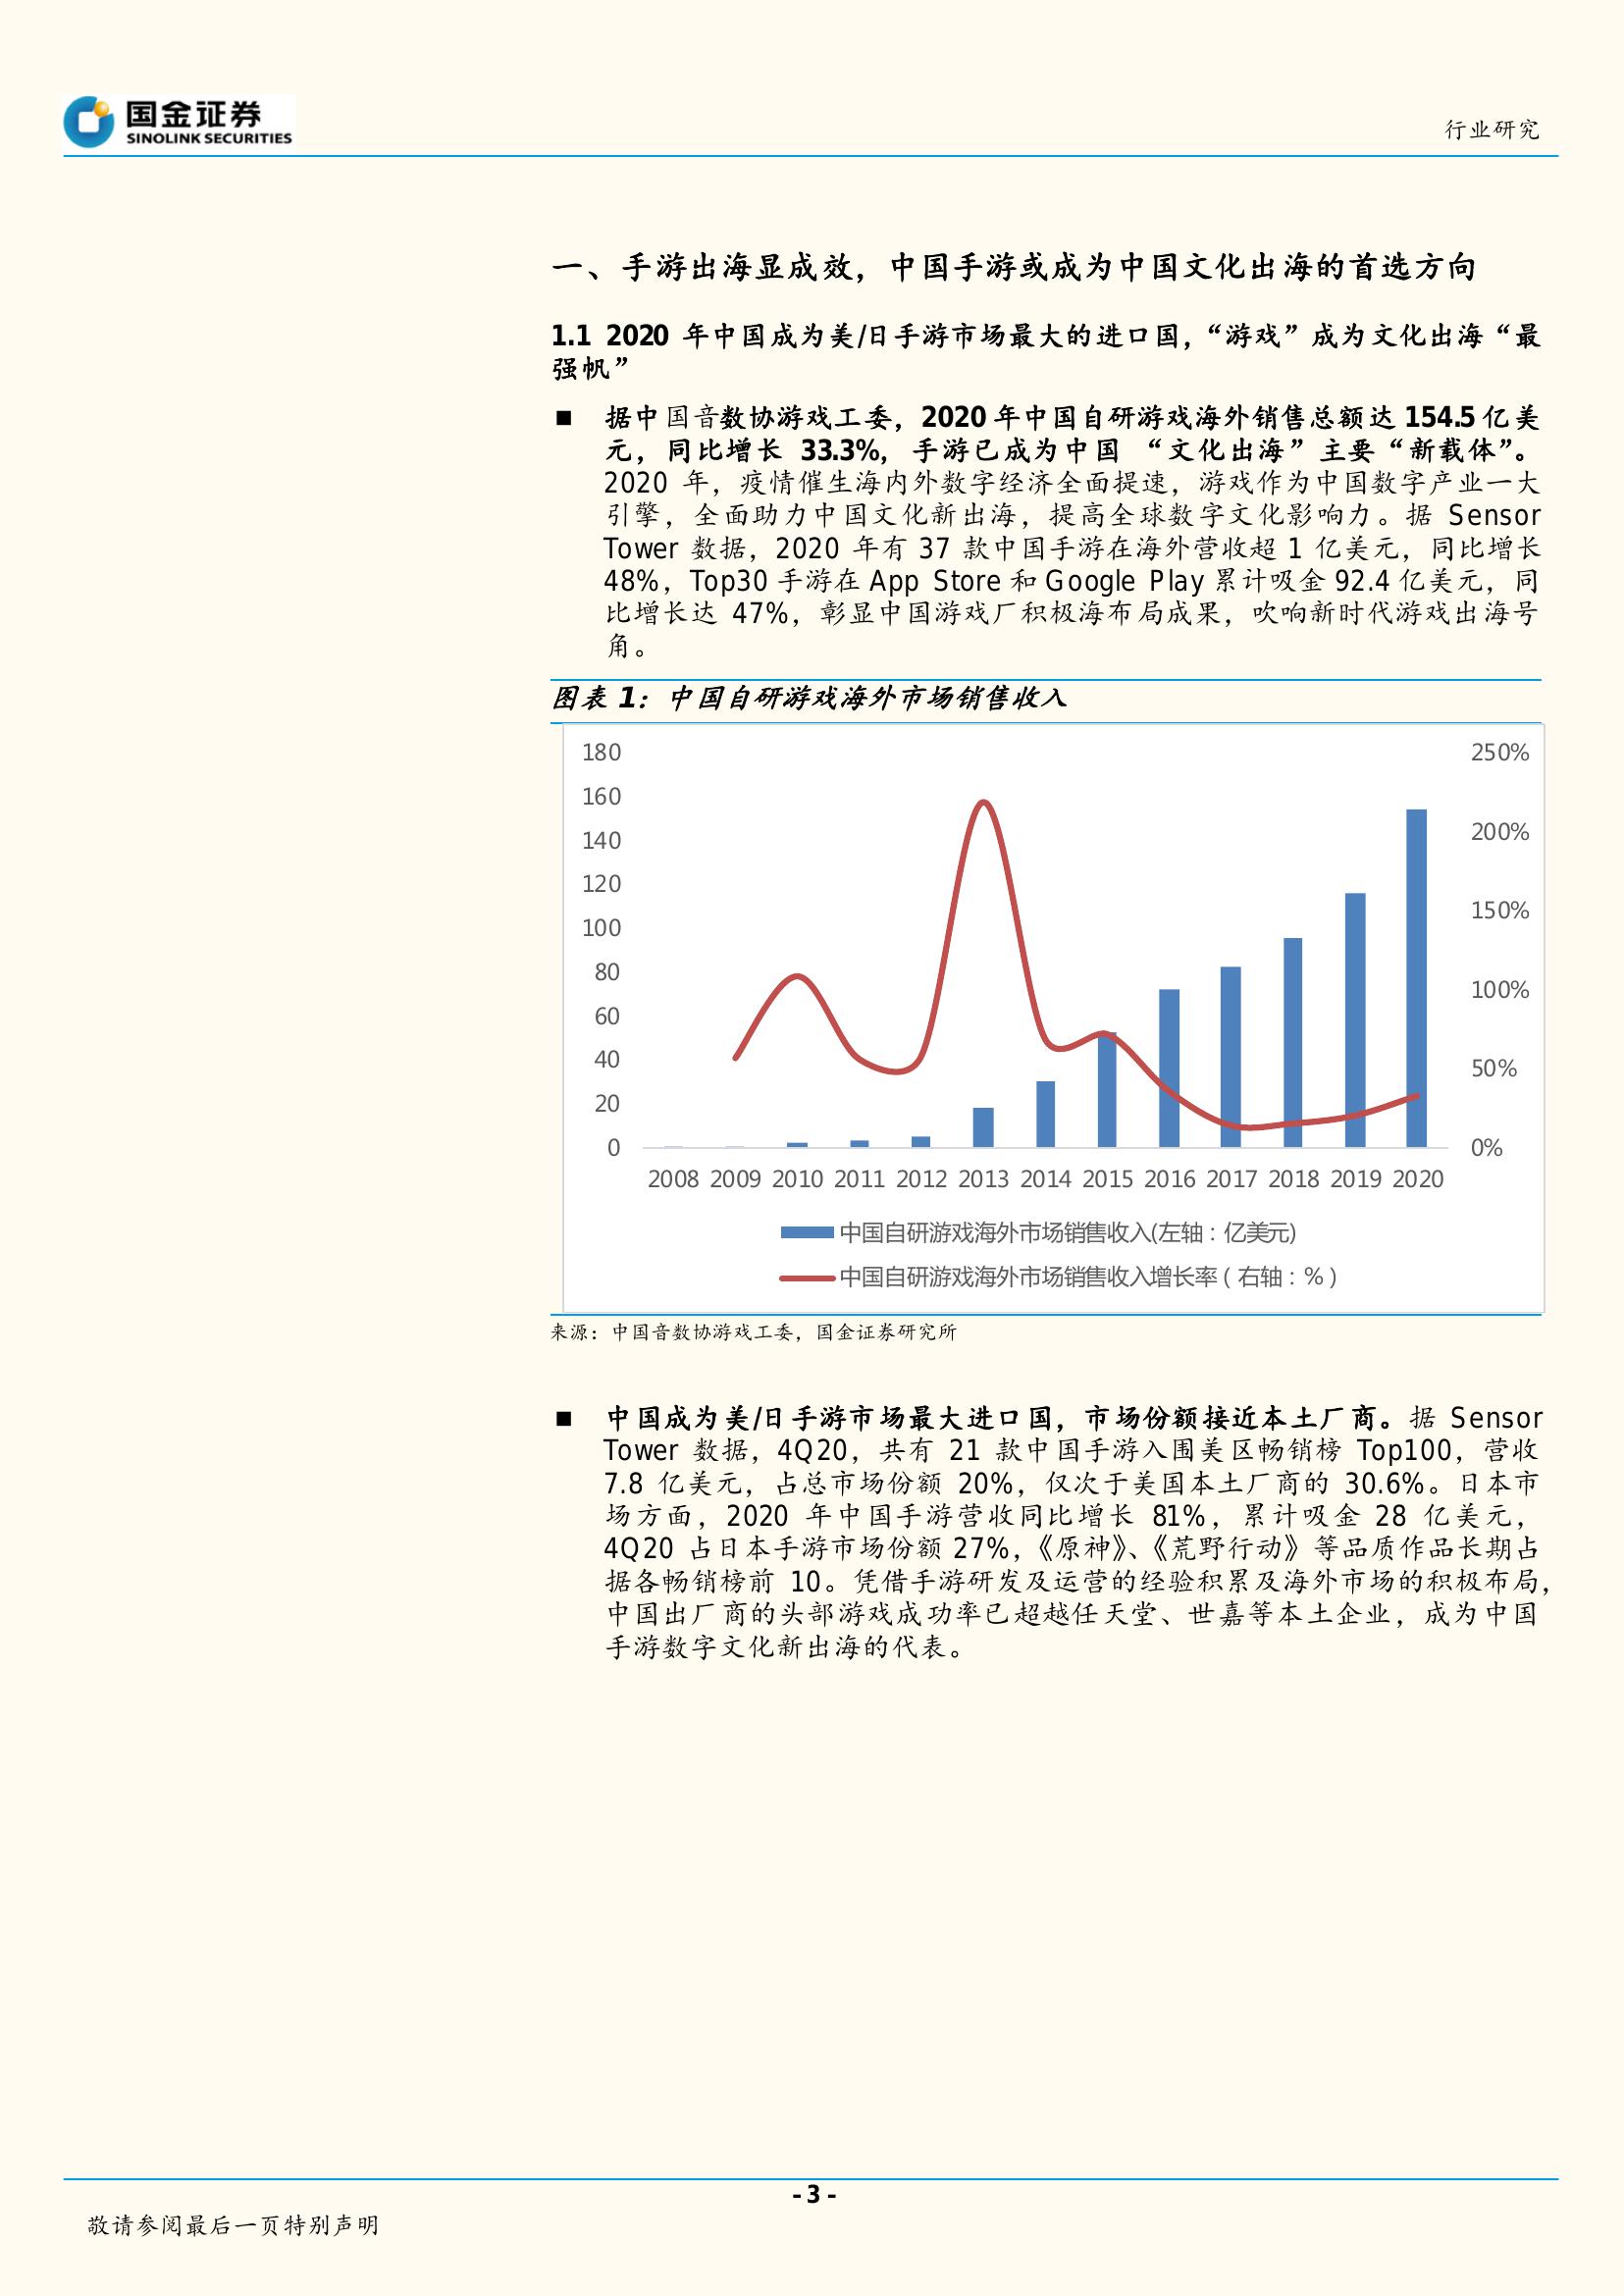 国金证券
SINOLINK SECURITIES
行业研究
一、手游出海显成效，中国手游或成为中国文化出海的首选方向
1.1 2020 年中国成为美/日手游市场最大的进口国，“游戏”成为文化出海“最
强帆”
■ 据中国音数协游戏工委，2020 年中国自研游戏海外销售总额达 154.5 亿美
元，同比增长 33.3%，手游已成为中国 “文化出海”主要“新载体”。
2020 年，疫情催生海内外数字经济全面提速，游戏作为中国数字产业一大
引擎，全面助力中国文化新出海，提高全球数字文化影响力。据 Sensor
Tower 数据，2020 年有 37 款中国手游在海外营收超 1 亿美元，同比增长
48%，Top30 手游在 App Store 和 Google Play 累计吸金 92.4 亿美元，同
比增长达 47%，彰显中国游戏厂积极海布局成果，吹响新时代游戏出海号
角。
图表 1：中国自研游戏海外市场销售收入
180
160
140
120
100
80
60
40
20
0
250%
200%
150%
100%
50%
0%
2008 2009 2010 2011 2012 2013 2014 2015 2016 2017 2018 2019 2020
中国自研游戏海外市场销售收入(左轴：亿美元)
中国自研游戏海外市场销售收入增长率（右轴：%）
来源：中国音数协游戏工委，国金证券研究所
■ 中国成为美/日手游市场最大进口国，市场份额接近本土厂商。据 Sensor
Tower 数据，4Q20，共有 21 款中国手游入围美区畅销榜 Top100，营收
7.8 亿美元，占总市场份额 20%，仅次于美国本土厂商的 30.6%。日本市
场方面，2020 年中国手游营收同比增长 81%，累计吸金 28 亿美元，
4Q20 占日本手游市场份额 27%，《原神》、《荒野行动》等品质作品长期占
据各畅销榜前 10。凭借手游研发及运营的经验积累及海外市场的积极布局，
中国出厂商的头部游戏成功率已超越任天堂、世嘉等本土企业，成为中国
手游数字文化新出海的代表。
- 3 -
敬请参阅最后一页特别声明